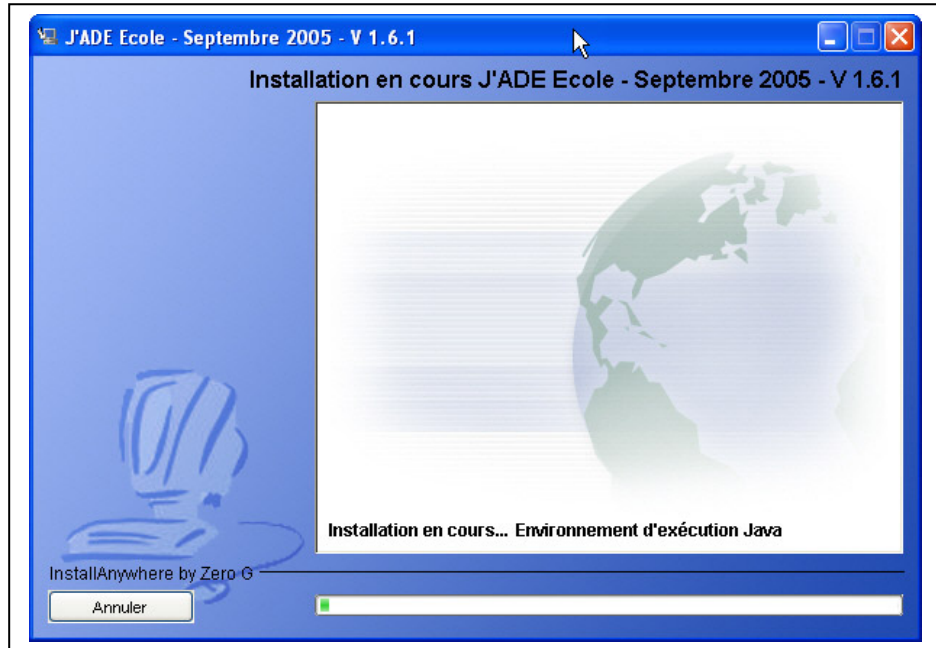 J'ADE Ecole - Septembre 2005 - V 1.6.1
Installation en cours J'ADE Ecole - Septembre 2005 - V 1.6.1
Installation en cours... Environnement d'exécution Java
InstallAnywhere by Zero G
Annuler